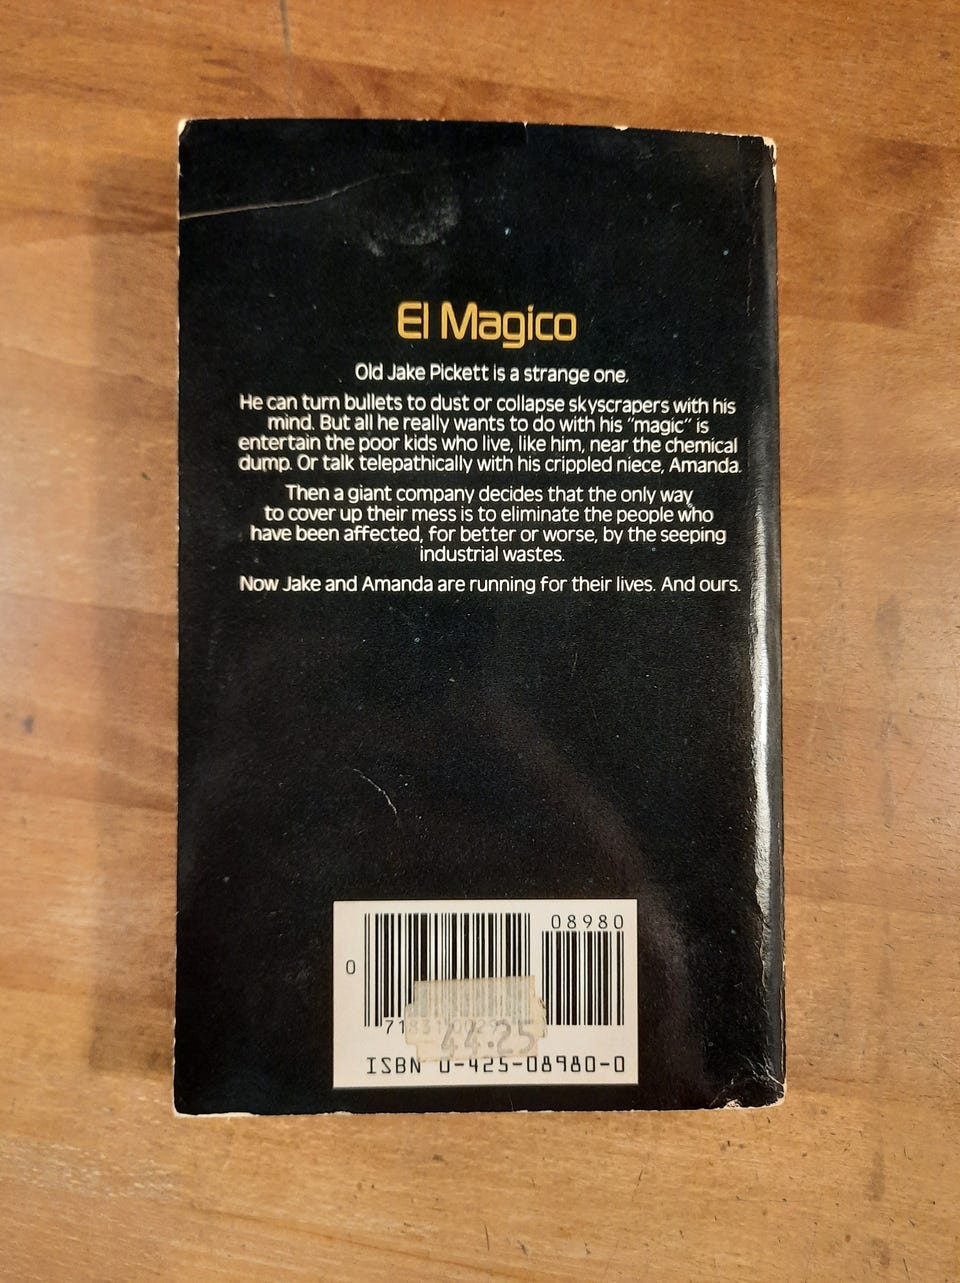 El Magico
Old Jake Pickett is a strange one.
He can turn bullets to dust or collapse skyscrapers with his
mind. But all he really wants to do with his "magic" is
entertain the poor kids who live, like him, near the chemical
dump. Or talk telepathically with his crippled niece, Amanda.
Then a giant company decides that the only way
to cover up their mess is to eliminate the people who
have been affected, for better or worse, by the seeping
industrial wastes.
Now Jake and Amanda are running for their lives. And ours.
08980
0
44.25
ISBN 0-425-08980-0